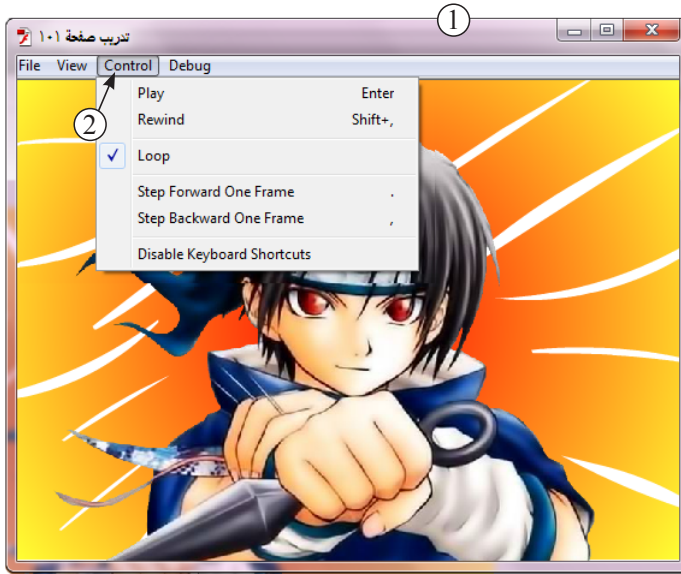 1
تدريب صفحة ١٠١
File View Control Debug
2
Play Enter
Rewind Shift+,
Loop
Step Forward One Frame .
Step Backward One Frame ,
Disable Keyboard Shortcuts